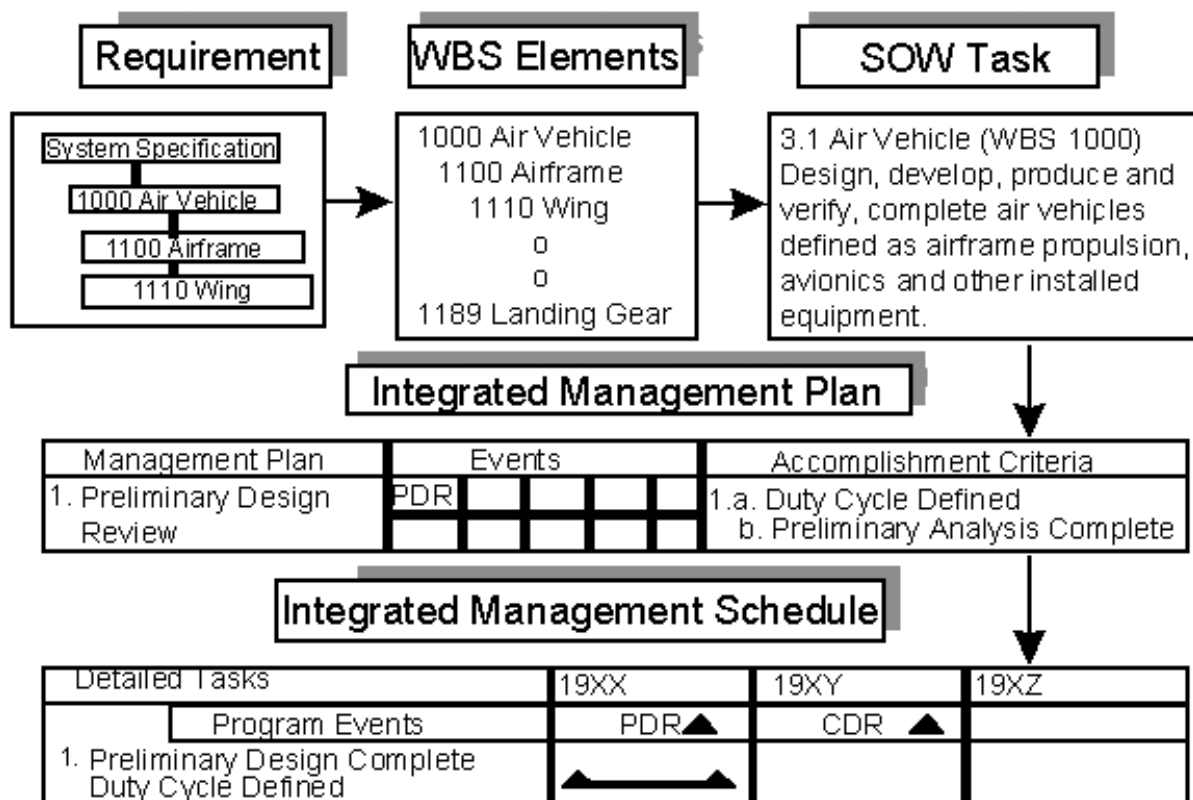 Requirement
WBS Elements
SOW Task
System Specification
1000 Air Vehicle
1100 Airframe
1110 Wing
1000 Air Vehicle
1100 Airframe
1110 Wing
o
o
1189 Landing Gear
3.1 Air Vehicle (WBS 1000)
Design, develop, produce and
verify, complete air vehicles
defined as airframe propulsion,
avionics and other installed
equipment.
Integrated Management Plan
Management Plan
Events
Accomplishment Criteria
1. Preliminary Design
Review
PDR
1.a. Duty Cycle Defined
b. Preliminary Analysis Complete
Integrated Management Schedule
Detailed Tasks
19XX
19XY
19XZ
Program Events
PDR
CDR
1. Preliminary Design Complete
Duty Cycle Defined